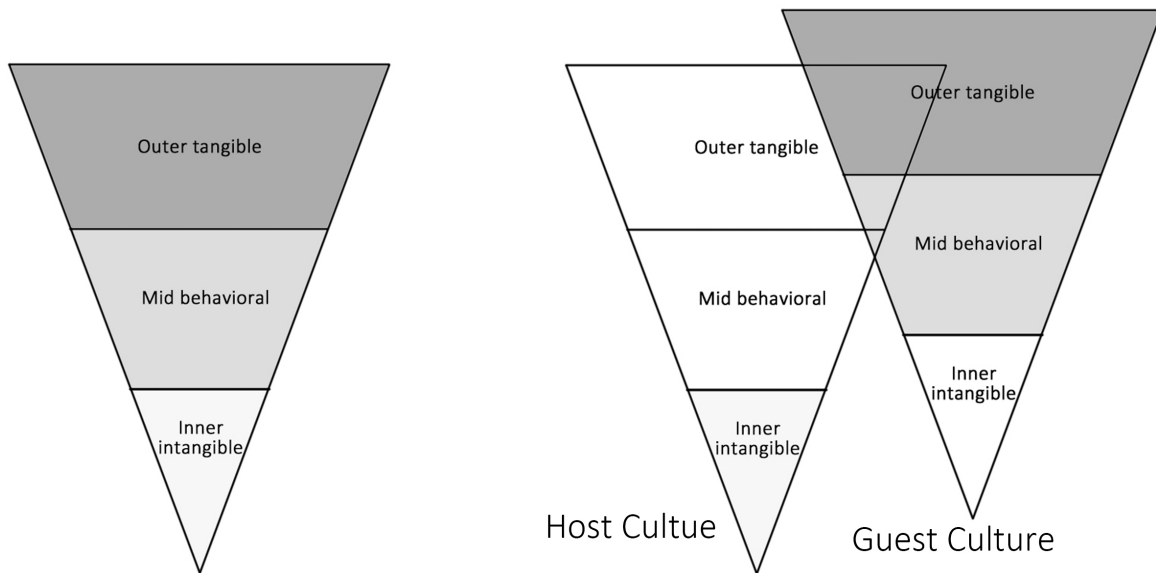 Outer tangible
Mid behavioral
Inner
intangible
Outer tangible
Mid behavioral
Inner
intangible
Host Cultue
Outer tangible
Mid behavioral
Inner
intangible
Guest Culture